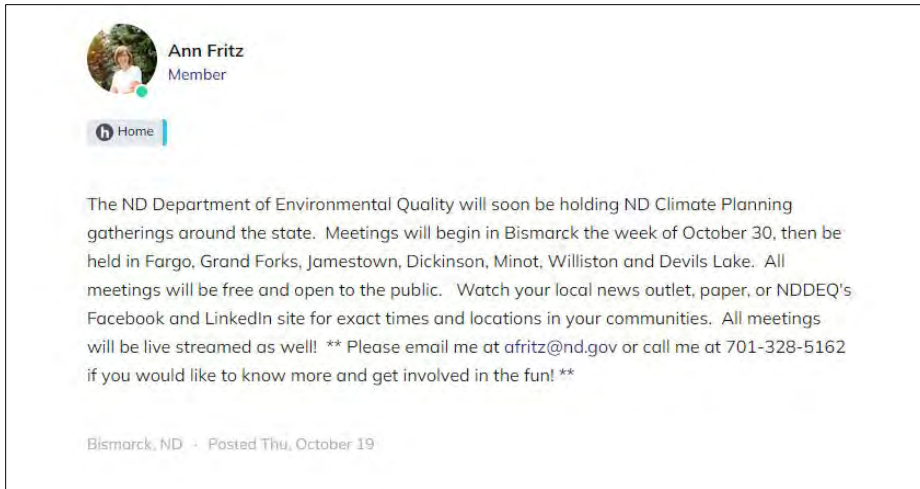 Ann Fritz
Member
h Home
The ND Department of Environmental Quality will soon be holding ND Climate Planning
gatherings around the state.  Meetings will begin in Bismarck the week of October 30, then be
held in Fargo, Grand Forks, Jamestown, Dickinson, Minot, Williston and Devils Lake.  All
meetings will be free and open to the public.   Watch your local news outlet, paper, or NDDEQ's
Facebook and LinkedIn site for exact times and locations in your communities.  All meetings
will be live streamed as well!  ** Please email me at afritz@nd.gov or call me at 701-328-5162
if you would like to know more and get involved in the fun! **
Bismarck, ND · Posted Thu, October 19